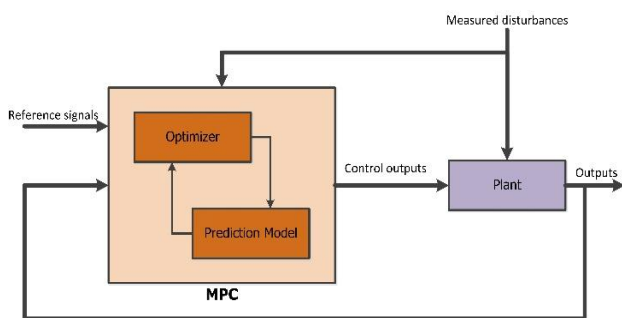 Measured disturbances
Reference signals
Optimizer
Control outputs
Plant
Outputs
Prediction Model
MPC